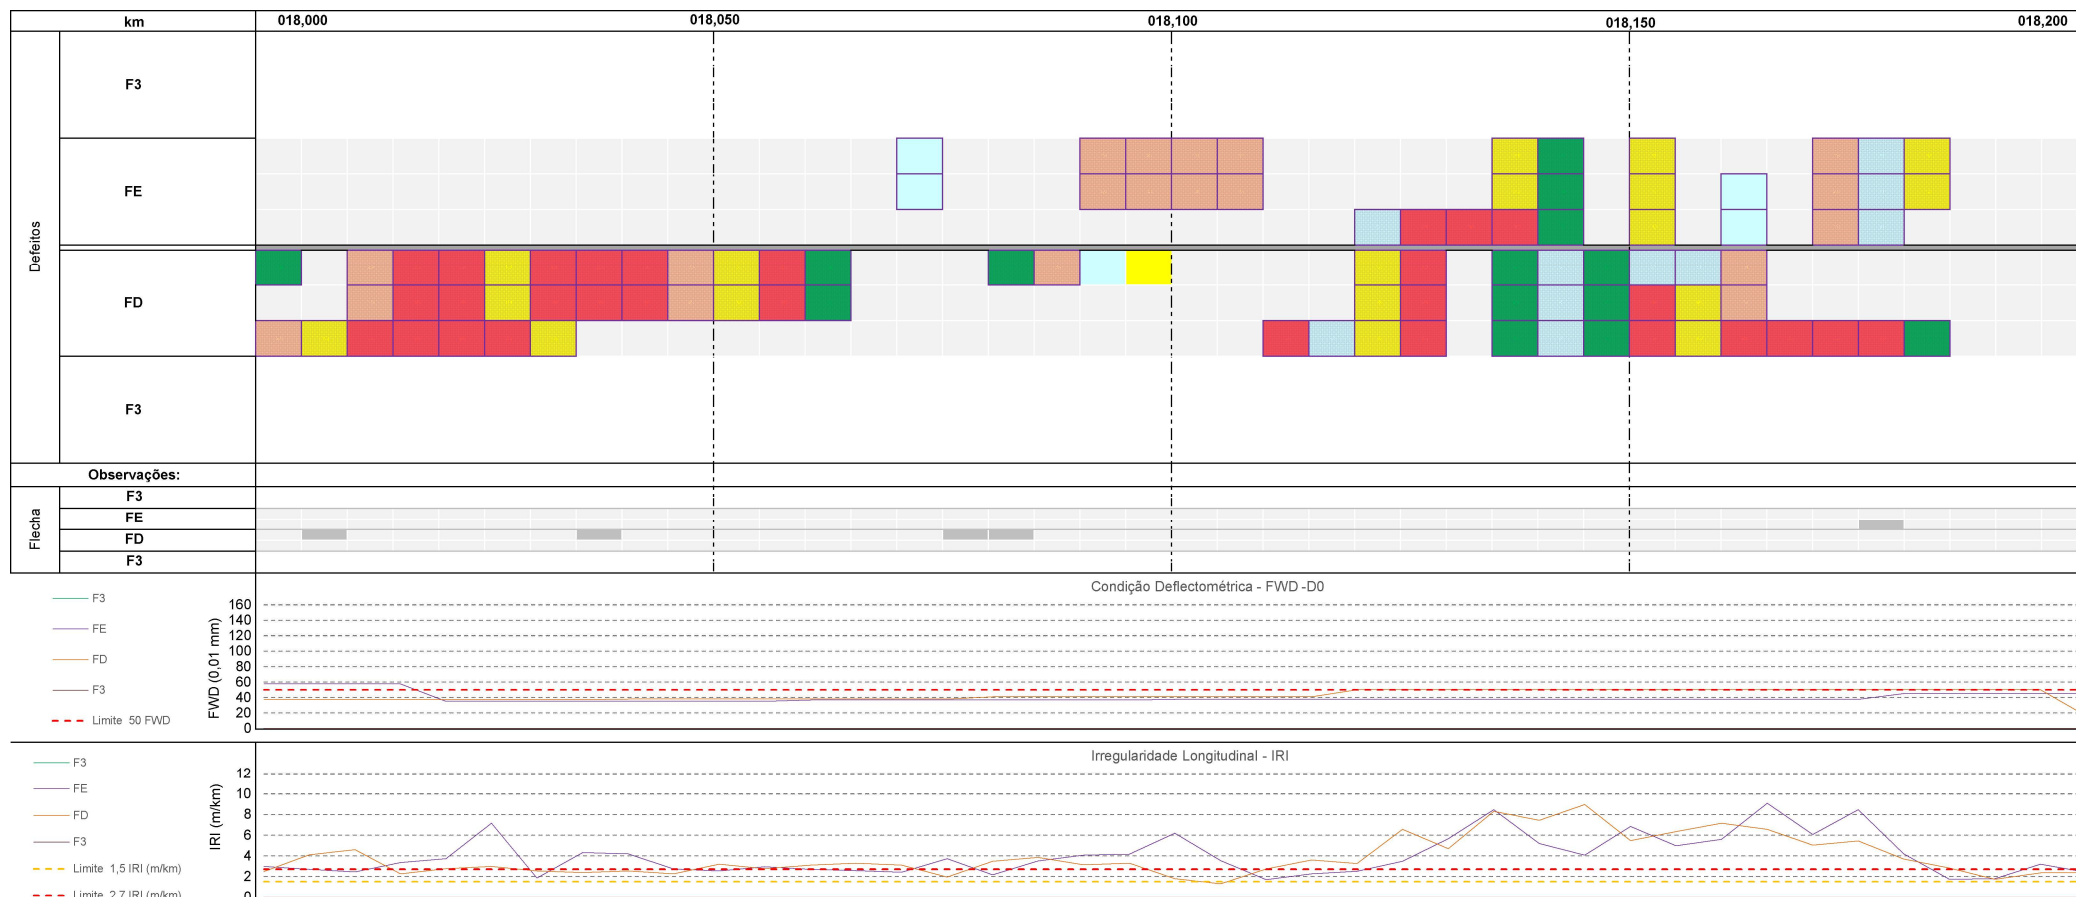 km 018,000 018,050 018,100 018,150 018,200
Defeitos
F3
FE
FD
F3
Observações:
Flecha
F3
FE
FD
F3
Condição Deflectométrica - FWD -D0
F3
FE
FD
F3
Limite 50 FWD
FWD (0,01 mm)
160
140
120
100
80
60
40
20
0
Irregularidade Longitudinal - IRI
F3
FE
FD
F3
Limite 1,5 IRI (m/km)
Limite 2,7 IRI (m/km)
IRI (m/km)
12
10
8
6
4
2
0